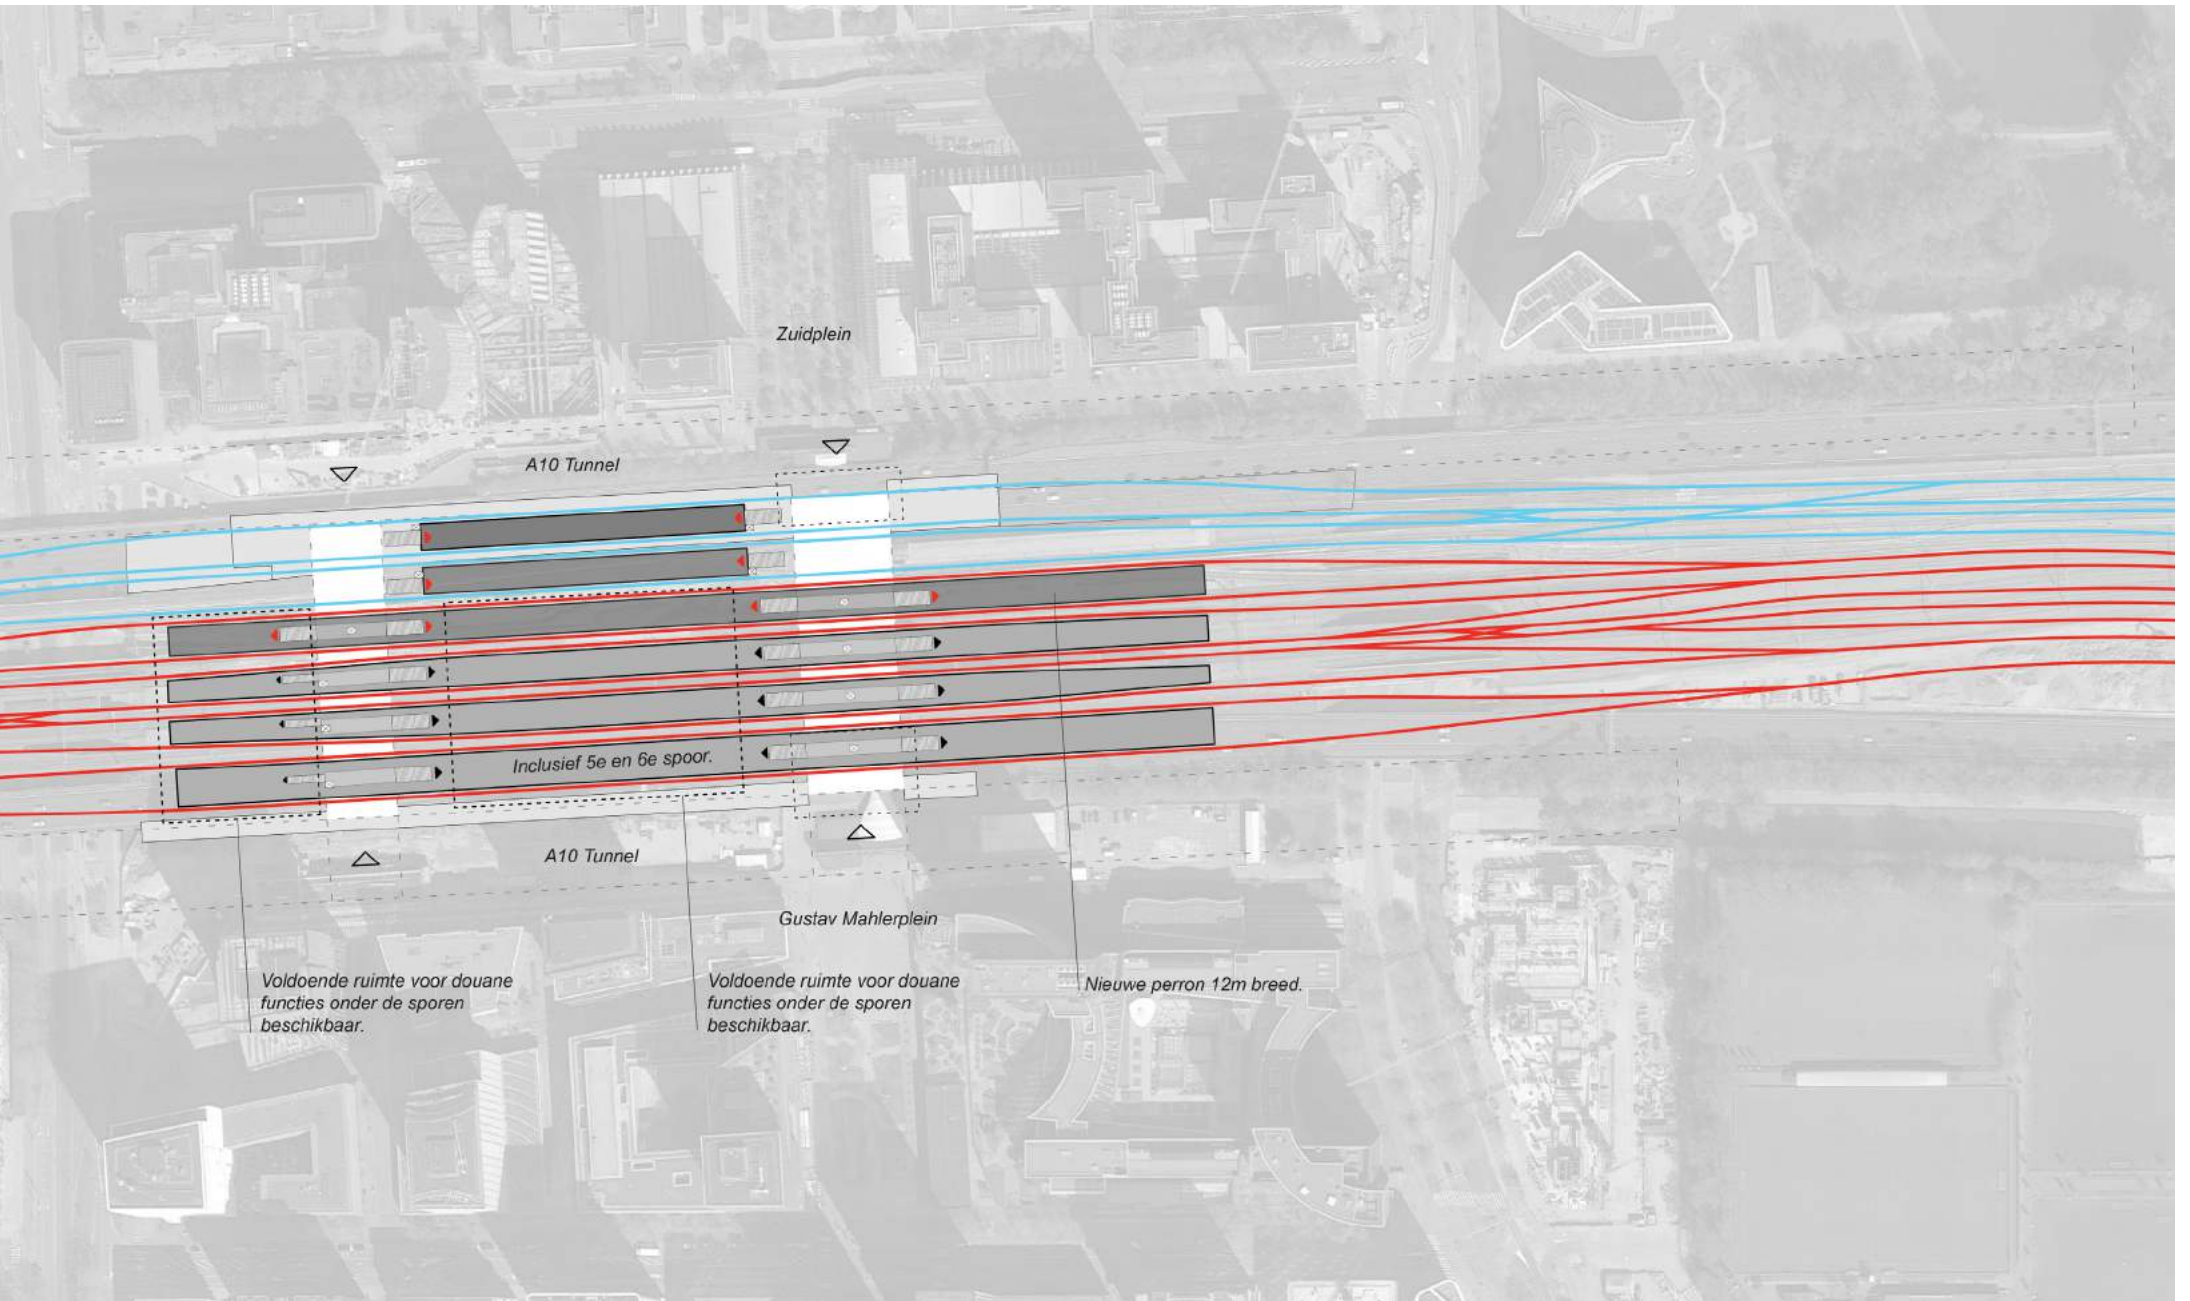 Zuidplein
A10 Tunnel
Inclusief 5e en 6e spoor.
A10 Tunnel
Gustav Mahlerplein
Voldoende ruimte voor douane
functies onder de sporen
beschikbaar.
Voldoende ruimte voor douane
functies onder de sporen
beschikbaar.
Nieuwe perron 12m breed.